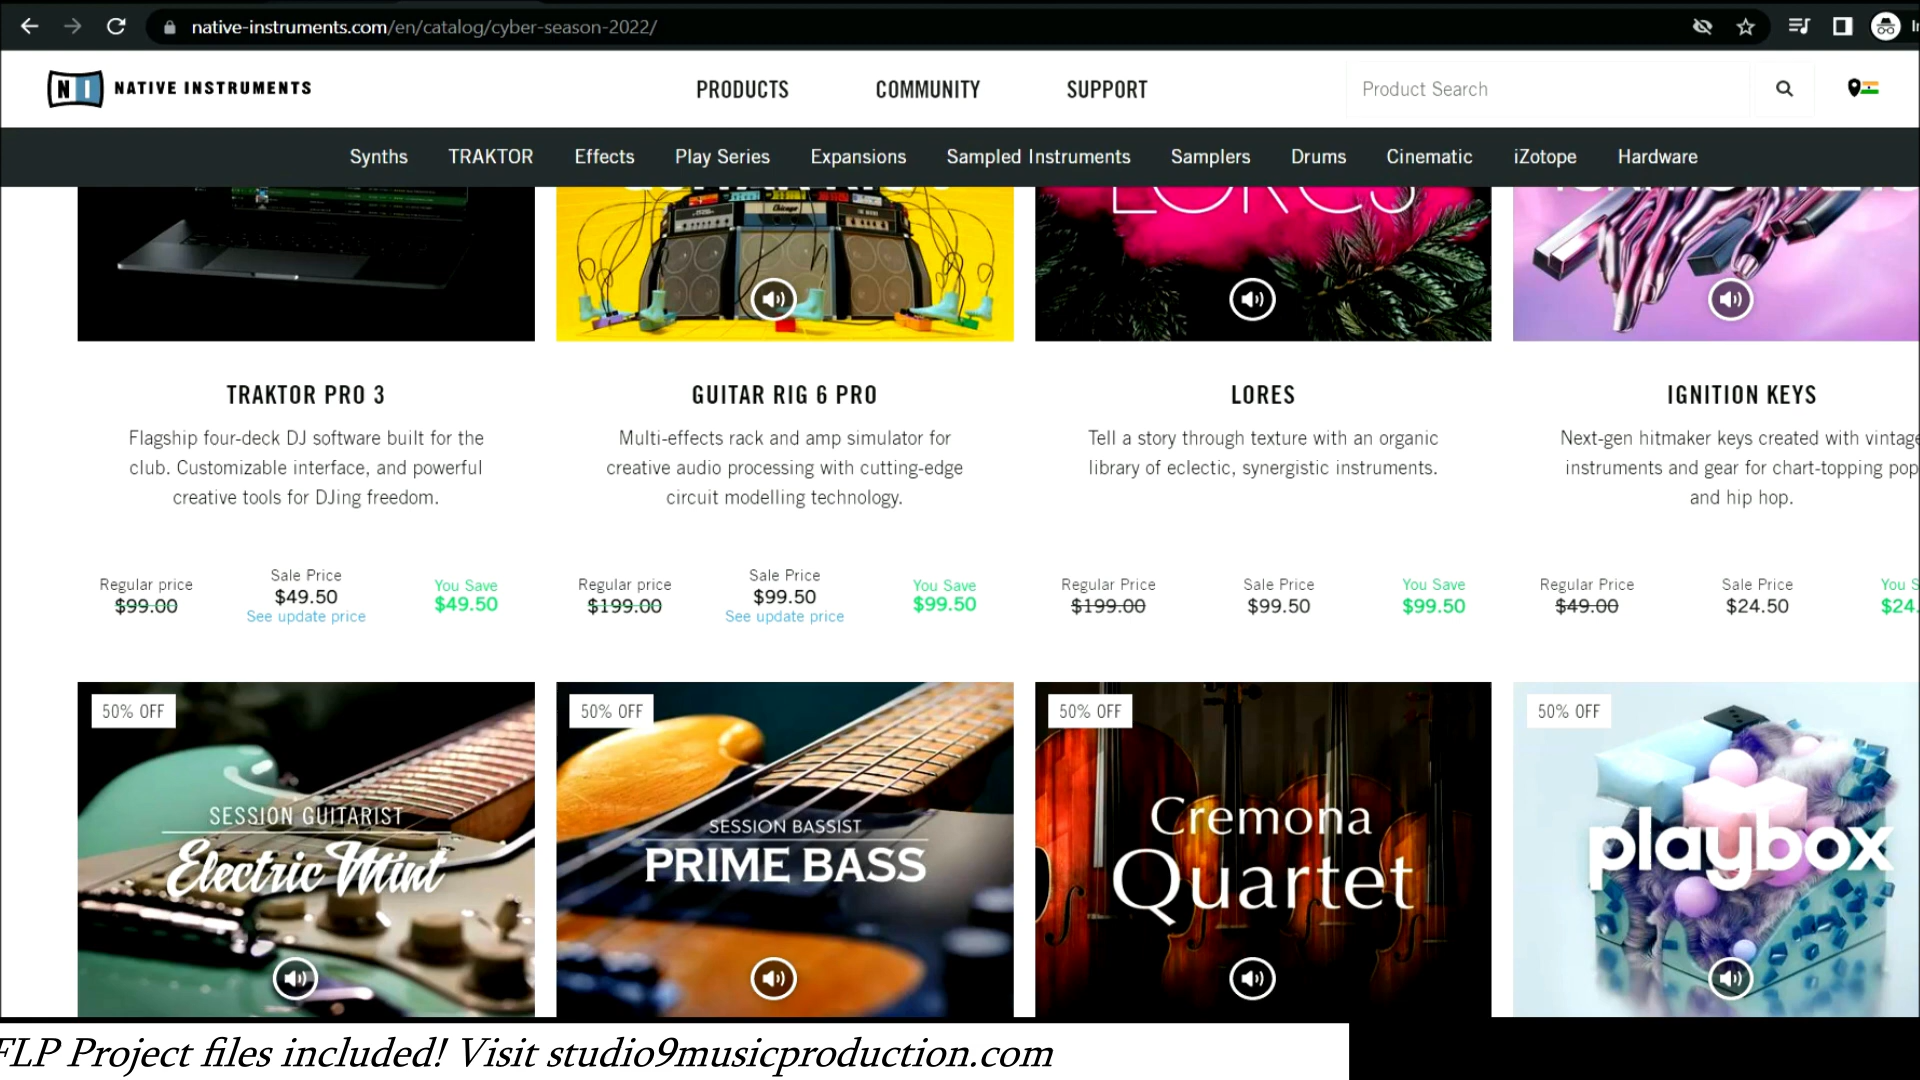 native-instruments.com/en/catalog/cyber-season-2022/
NI NATIVE INSTRUMENTS
PRODUCTS COMMUNITY SUPPORT
Product Search
Synths TRAKTOR Effects Play Series Expansions Sampled Instruments Samplers Drums Cinematic iZotope Hardware
LORES
Chicago
TRAKTOR PRO 3
Flagship four-deck DJ software built for the
club. Customizable interface, and powerful
creative tools for DJing freedom.
Regular price Sale Price You Save
$99.00 $49.50 $49.50
See update price
GUITAR RIG 6 PRO
Multi-effects rack and amp simulator for
creative audio processing with cutting-edge
circuit modelling technology.
Regular price Sale Price You Save
$199.00 $99.50 $99.50
See update price
LORES
Tell a story through texture with an organic
library of eclectic, synergistic instruments.
Regular Price Sale Price You Save
$199.00 $99.50 $99.50
IGNITION KEYS
Next-gen hitmaker keys created with vintage
instruments and gear for chart-topping pop
and hip hop.
Regular Price Sale Price You S
$49.00 $24.50 $24.
50% OFF
SESSION GUITARIST
Electric Mint
50% OFF
SESSION BASSIST
PRIME BASS
50% OFF
Cremona
Quartet
50% OFF
playbox
FLP Project files included! Visit studio9musicproduction.com